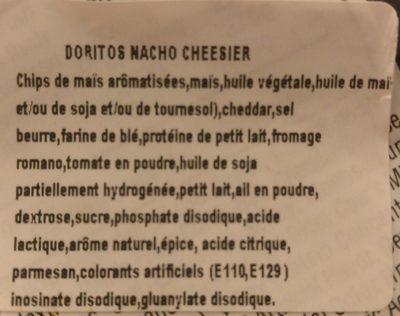 DORITOS NACHO CHEESIER
Chips de maïs arômatisées,maïs,huile végétale,huile de maï
et/ou de soja et/ou de tournesol),cheddar,sel
beurre,farine de blé,protéine de petit lait,fromage
romano,tomate en poudre,huile de soja
partiellement hydrogénée,petit lait,ail en poudre,
dextrose,sucre,phosphate disodique,acide
lactique,arôme naturel,épice, acide citrique,
parmesan,colorants artificiels (E110,E129)
inosinate disodique,gluanylate disodique.